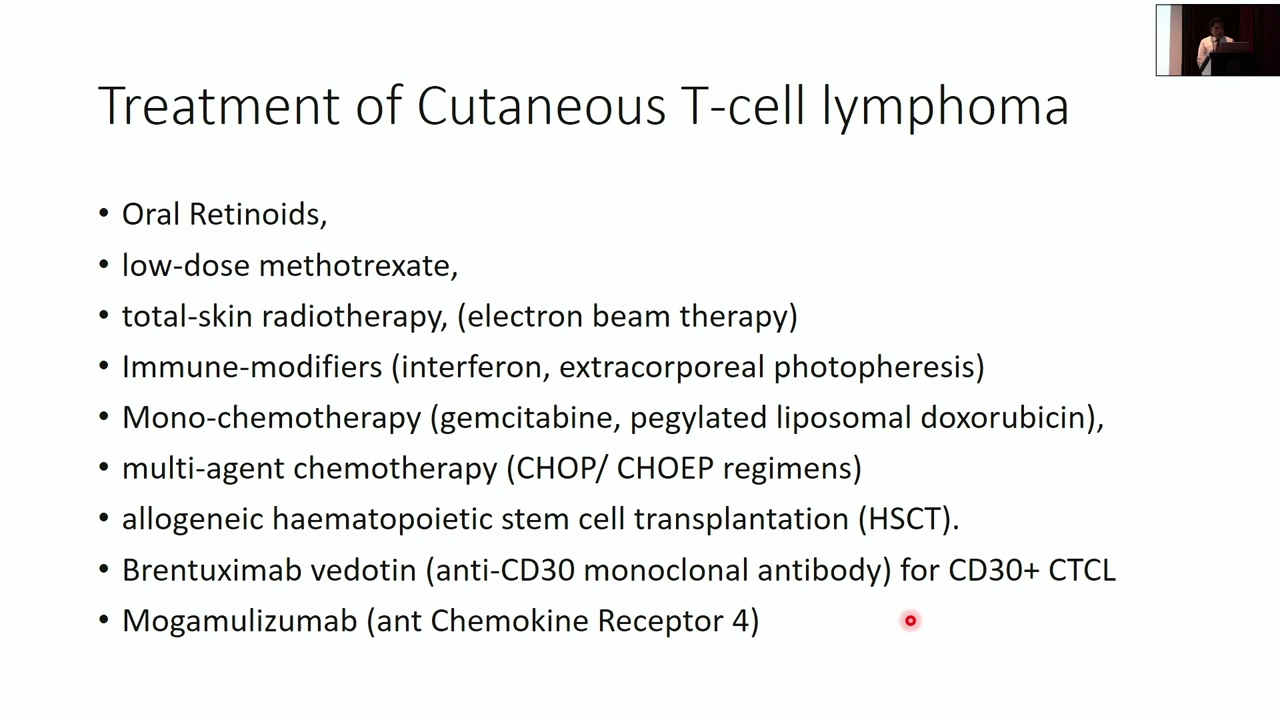 Treatment of Cutaneous T-cell lymphoma
• Oral Retinoids,
• low-dose methotrexate,
• total-skin radiotherapy, (electron beam therapy)
• Immune-modifiers (interferon, extracorporeal photopheresis)
• Mono-chemotherapy (gemcitabine, pegylated liposomal doxorubicin),
• multi-agent chemotherapy (CHOP/ CHOEP regimens)
• allogeneic haematopoietic stem cell transplantation (HSCT).
• Brentuximab vedotin (anti-CD30 monoclonal antibody) for CD30+ CTCL
• Mogamulizumab (ant Chemokine Receptor 4)